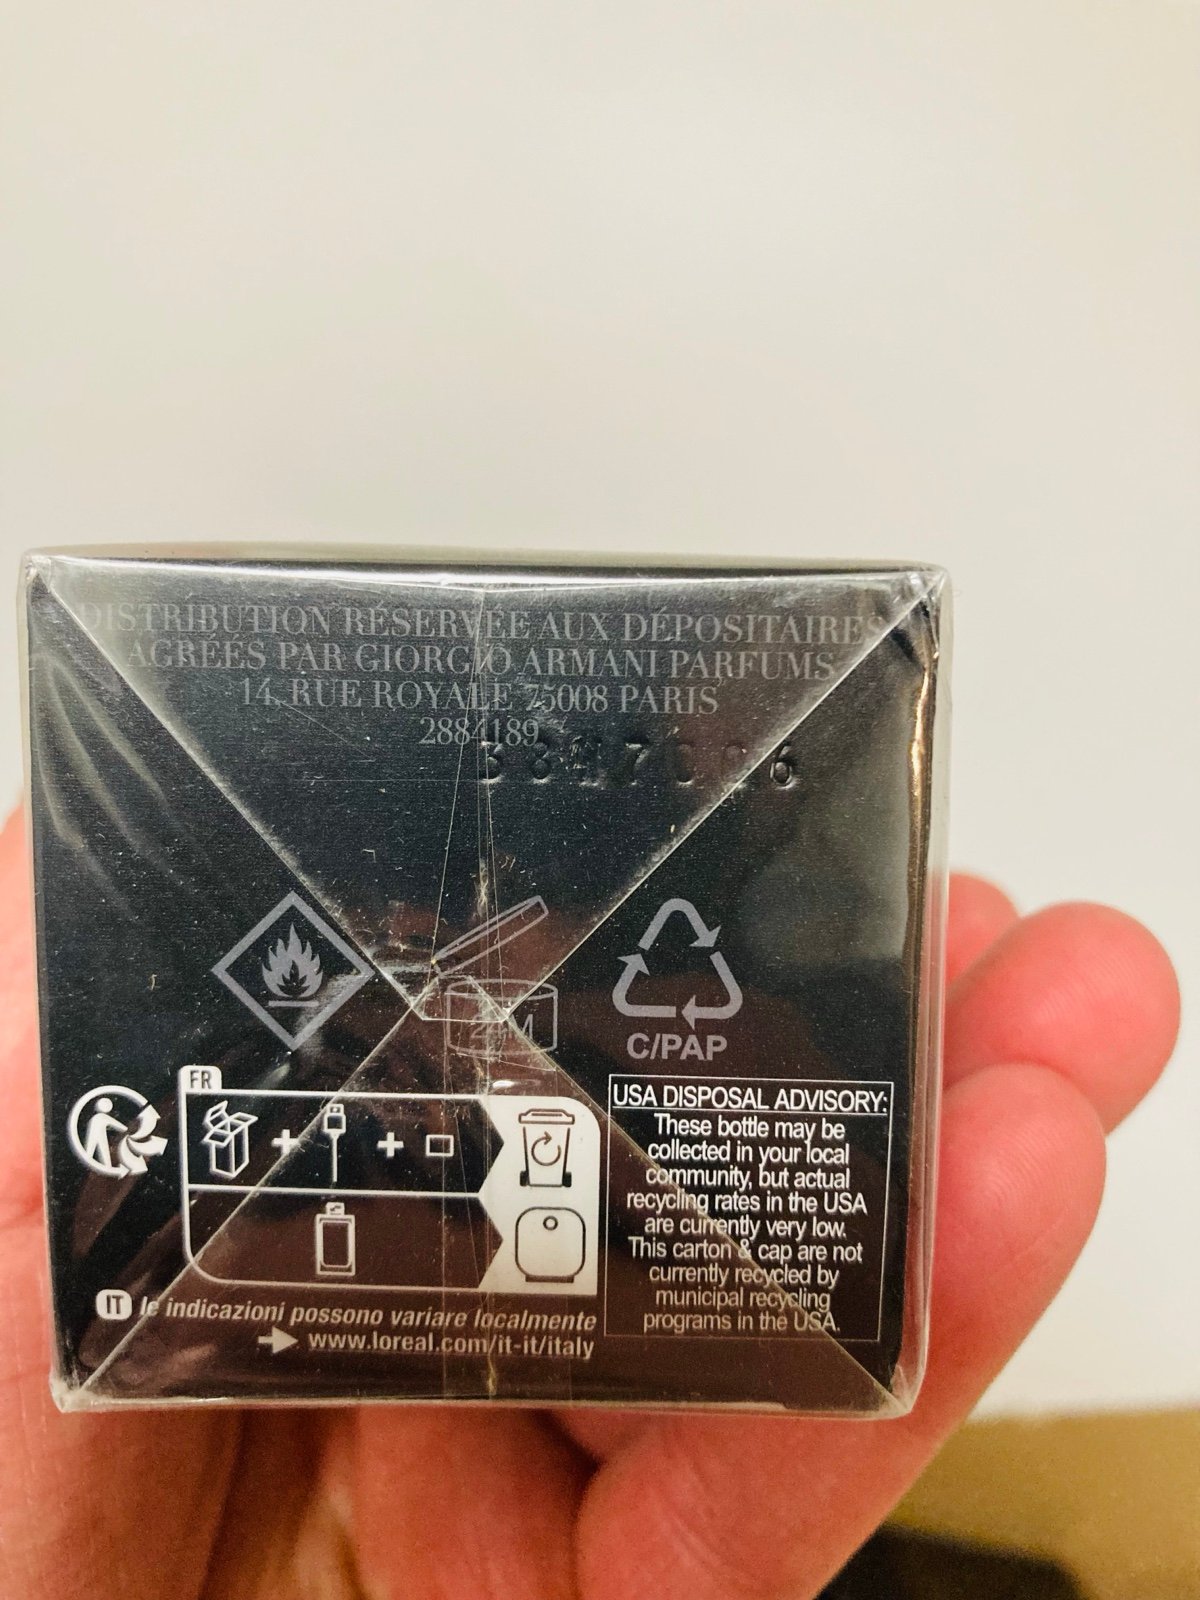 DISTRIBUTION RÉSERVÉE AUX DÉPOSITAIRES
AGRÉÉS PAR GIORGIO ARMANI PARFUMS
14, RUE ROYALE 75008 PARIS
2884189
24M
C/PAP
FR
USA DISPOSAL ADVISORY:
These bottle may be
collected in your local
community, but actual
recycling rates in the USA
are currently very low.
This carton & cap are not
currently recycled by
municipal recycling
programs in the USA.
IT le indicazioni possono variare localmente
www.loreal.com/it-it/italy